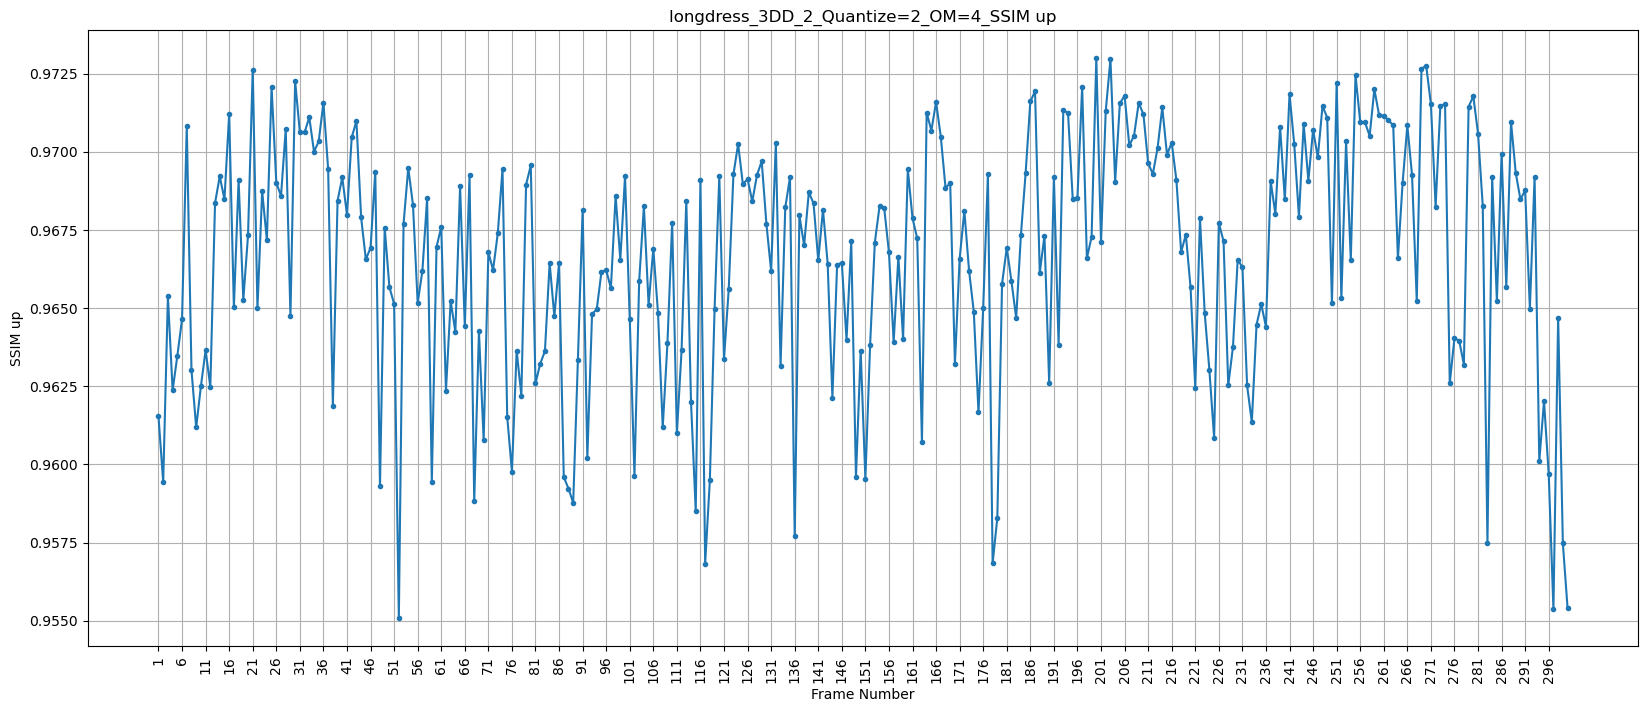 longdress_3DD_2_Quantize=2_OM=4_SSIM up
SSIM up
0.9725
0.9700
0.9675
0.9650
0.9625
0.9600
0.9575
0.9550
1 6 11 16 21 26 31 36 41 46 51 56 61 66 71 76 81 86 91 96 101 106 111 116 121 126 131 136 141 146 151 156 161 166 171 176 181 186 191 196 201 206 211 216 221 226 231 236 241 246 251 256 261 266 271 276 281 286 291 296
Frame Number